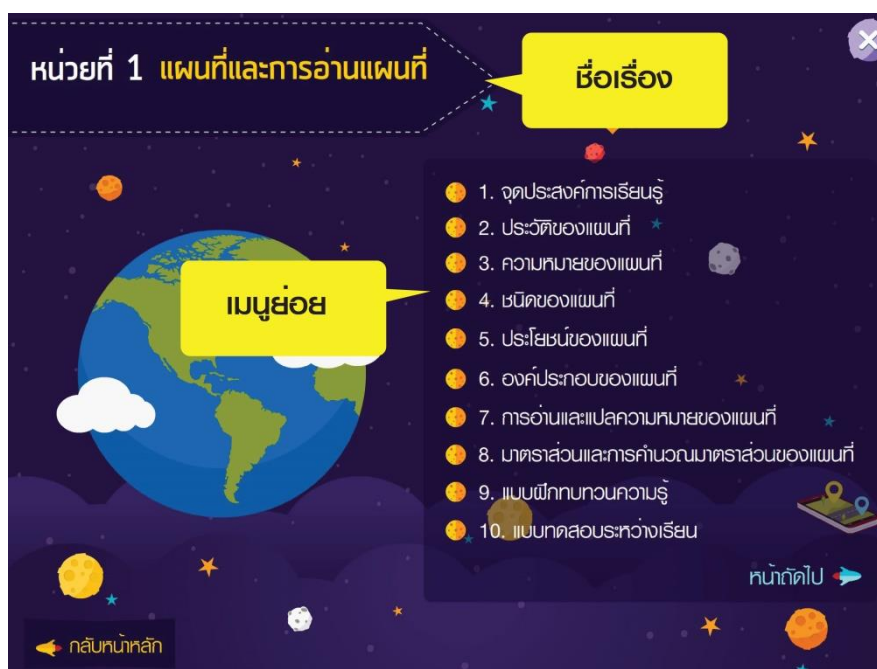 หน่วยที่ 1 แผนที่และการอ่านแผนที่
ชื่อเรื่อง
เมนูย่อย
1. จุดประสงค์การเรียนรู้
2. ประวัติของแผนที่
3. ความหมายของแผนที่
4. ชนิดของแผนที่
5. ประโยชน์ของแผนที่
6. องค์ประกอบของแผนที่
7. การอ่านและแปลความหมายของแผนที่
8. มาตราส่วนและการคำนวณมาตราส่วนของแผนที่
9. แบบฝึกทบทวนความรู้
10. แบบทดสอบระหว่างเรียน
หน้าถัดไป
กลับหน้าหลัก